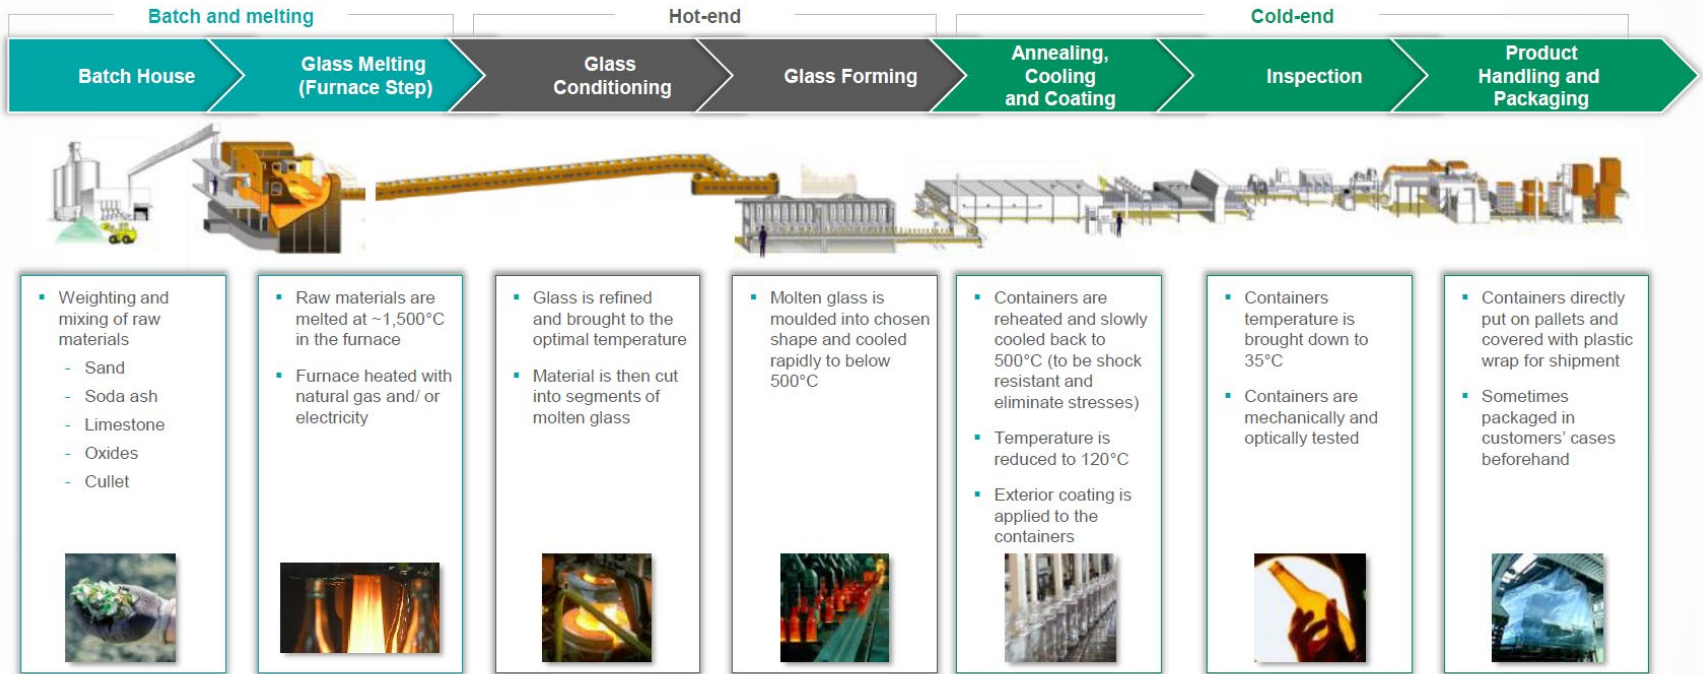 Batch and melting
Hot-end
Cold-end
Batch House
Glass Melting
(Furnace Step)
Glass
Conditioning
Glass Forming
Annealing,
Cooling
and Coating
Inspection
Product
Handling and
Packaging
▪ Weighting and
mixing of raw
materials
- Sand
- Soda ash
- Limestone
- Oxides
- Cullet
▪ Raw materials are
melted at ~1,500°C
in the furnace
▪ Furnace heated with
natural gas and/ or
electricity
▪ Glass is refined
and brought to the
optimal temperature
▪ Material is then cut
into segments of
molten glass
▪ Molten glass is
moulded into chosen
shape and cooled
rapidly to below
500°C
▪ Containers are
reheated and slowly
cooled back to
500°C (to be shock
resistant and
eliminate stresses)
▪ Temperature is
reduced to 120°C
▪ Exterior coating is
applied to the
containers
▪ Containers
temperature is
brought down to
35°C
▪ Containers are
mechanically and
optically tested
▪ Containers directly
put on pallets and
covered with plastic
wrap for shipment
▪ Sometimes
packaged in
customers’ cases
beforehand